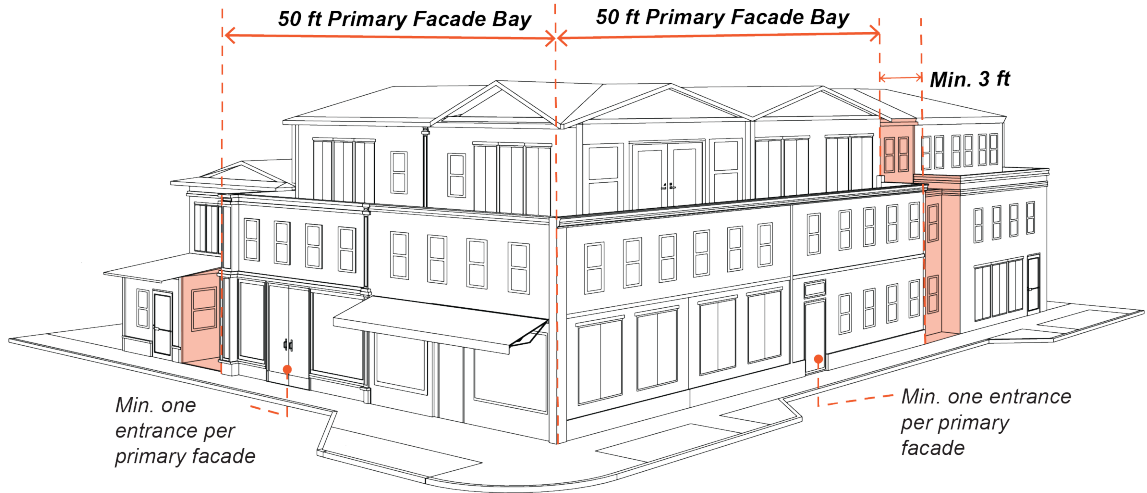 50 ft Primary Facade Bay
50 ft Primary Facade Bay
Min. 3 ft
Min. one
entrance per
primary facade
Min. one entrance
per primary
facade